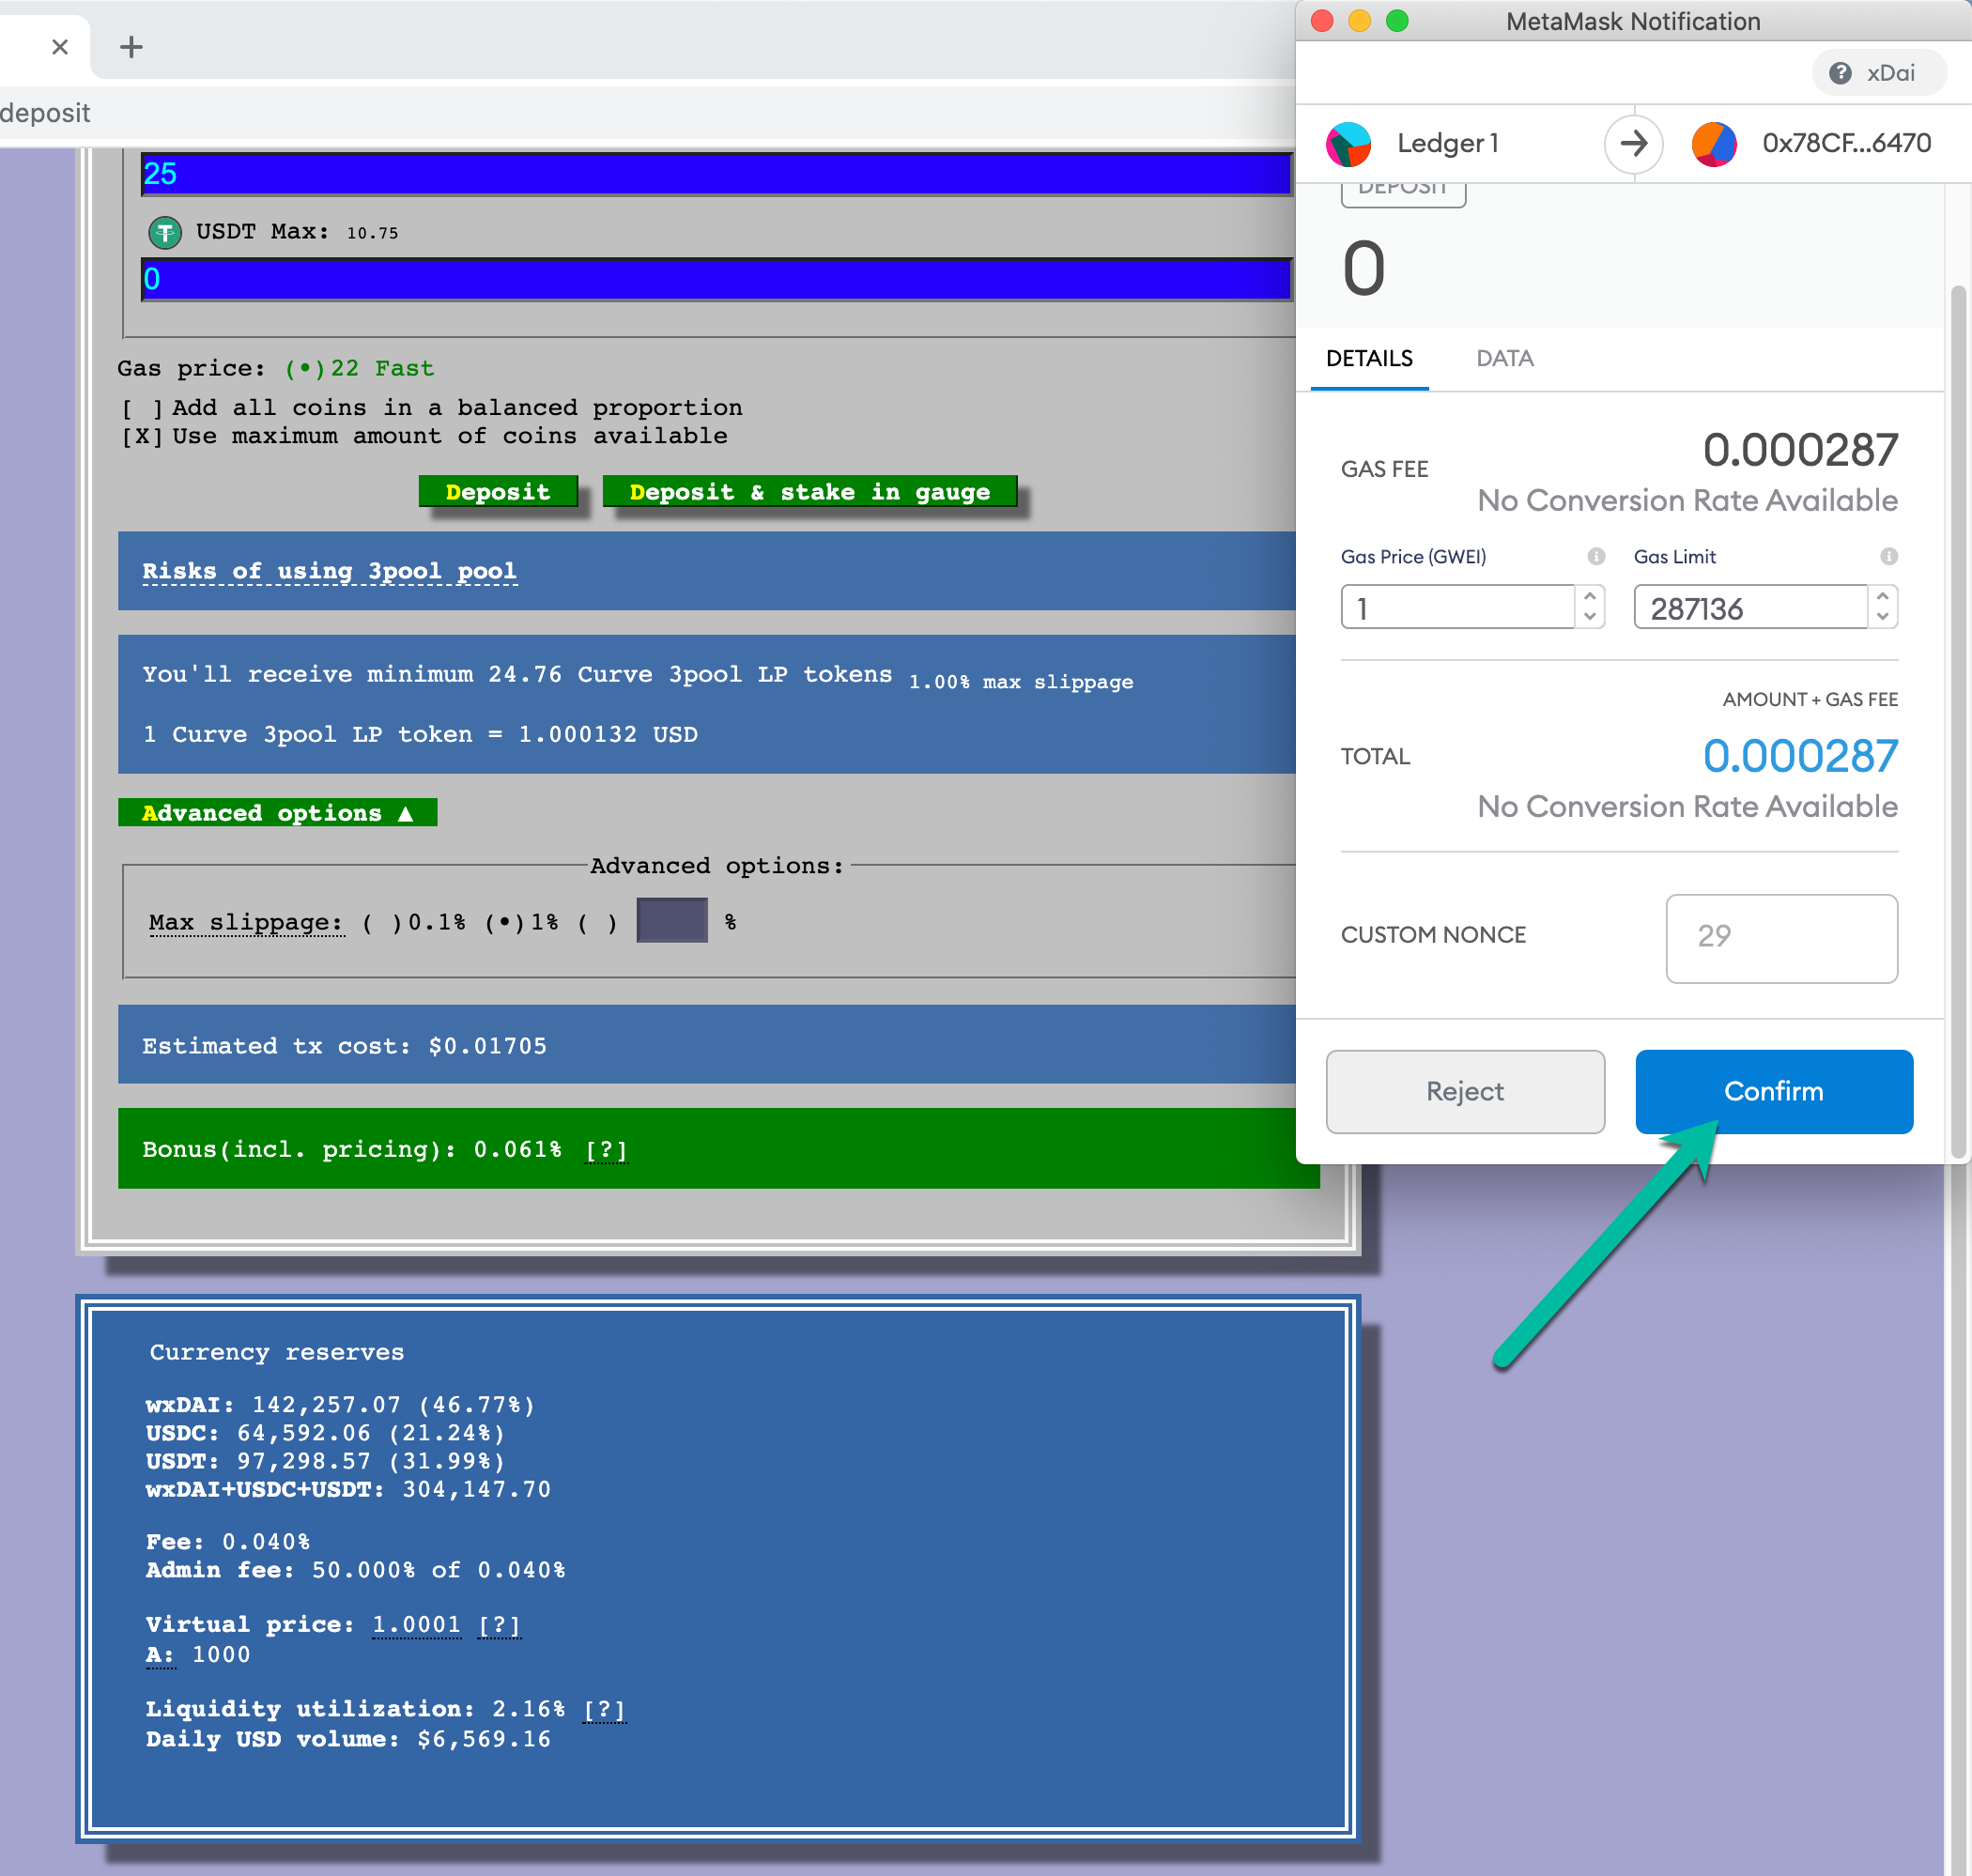 deposit
25
USDT Max: 10.75
0
Gas price: (•)22 Fast
[ ] Add all coins in a balanced proportion
[X] Use maximum amount of coins available
Deposit
Deposit & stake in gauge
Risks of using 3pool pool
You'll receive minimum 24.76 Curve 3pool LP tokens 1.00% max slippage
1 Curve 3pool LP token = 1.000132 USD
Advanced options ▲
Advanced options:
Max slippage: ( )0.1% (•)1% ( ) %
Estimated tx cost: $0.01705
Bonus(incl. pricing): 0.061% [?]
Currency reserves
wxDAI: 142,257.07 (46.77%)
USDC: 64,592.06 (21.24%)
USDT: 97,298.57 (31.99%)
wxDAI+USDC+USDT: 304,147.70
Fee: 0.040%
Admin fee: 50.000% of 0.040%
Virtual price: 1.0001 [?]
A: 1000
Liquidity utilization: 2.16% [?]
Daily USD volume: $6,569.16
MetaMask Notification
? xDai
Ledger 1
0x78CF...6470
DEPOSIT
0
DETAILS
DATA
GAS FEE
0.000287
No Conversion Rate Available
Gas Price (GWEI)
Gas Limit
1
287136
AMOUNT + GAS FEE
TOTAL
0.000287
No Conversion Rate Available
CUSTOM NONCE
29
Reject
Confirm